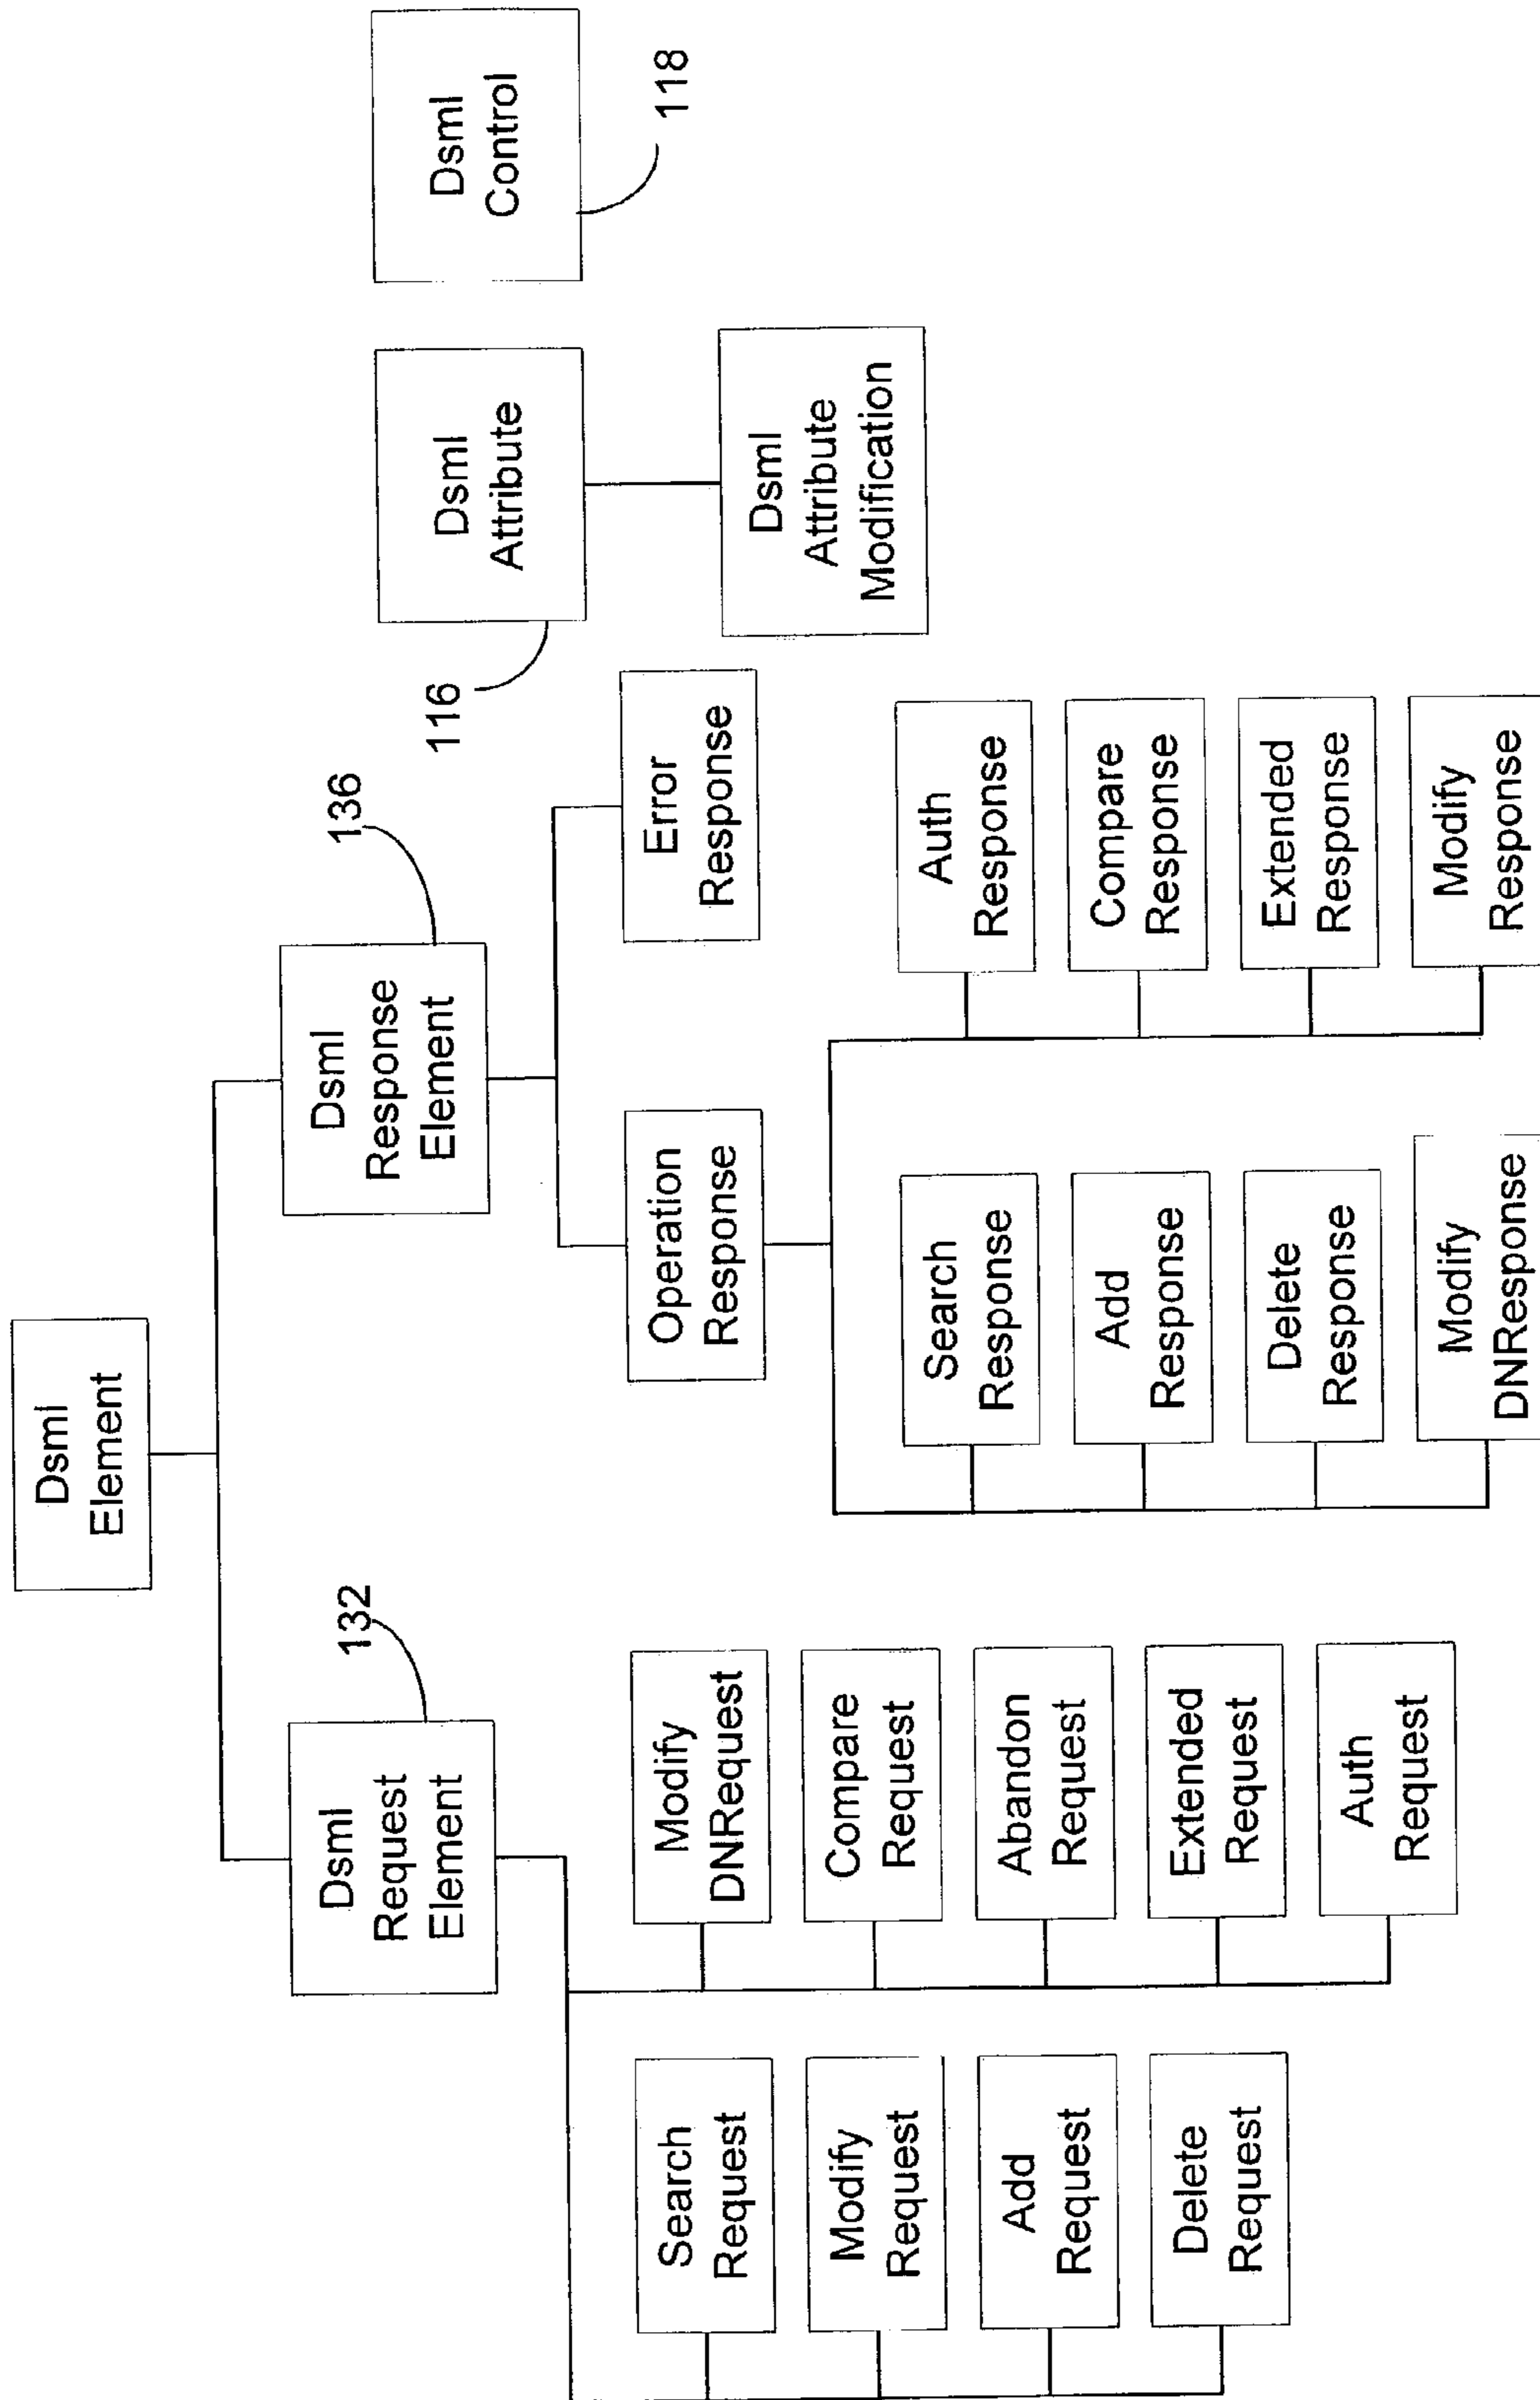 Dsml
Element
132
Dsml
Request
Element
136
Dsml
Response
Element
Search
Request
Modify
Request
Add
Request
Delete
Request
Modify
DNRequest
Compare
Request
Abandon
Request
Extended
Request
Auth
Request
Operation
Response
Error
Response
Search
Response
Add
Response
Delete
Response
Modify
DNResponse
Auth
Response
Compare
Response
Extended
Response
Modify
Response
116
Dsml
Attribute
Dsml
Attribute
Modification
Dsml
Control
118